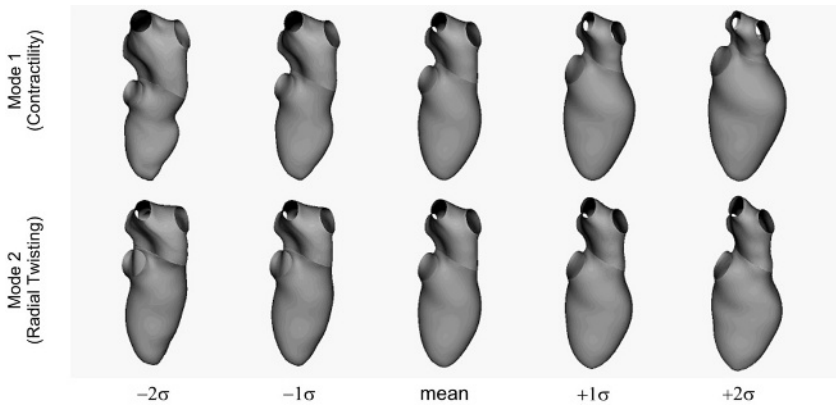 Mode 1
(Contractility)
Mode 2
(Radial Twisting)
−2σ
−1σ
mean
+1σ
+2σ